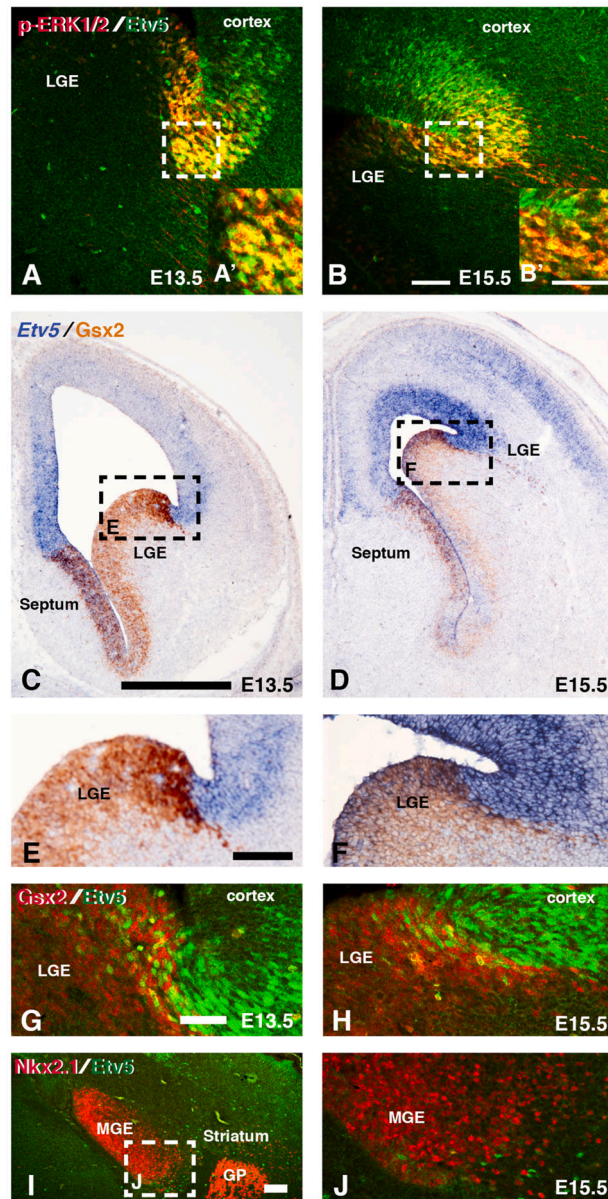 p-ERK1/2/Etv5
cortex
LGE
A
A'
E13.5
cortex
LGE
B
B'
E15.5
Etv5/Gsx2
E
LGE
Septum
C
E13.5
F
LGE
Septum
D
E15.5
LGE
E
LGE
F
Gsx2/Etv5
cortex
LGE
G
E13.5
cortex
LGE
H
E15.5
Nkx2.1/Etv5
MGE
Striatum
J
GP
I
MGE
J
E15.5